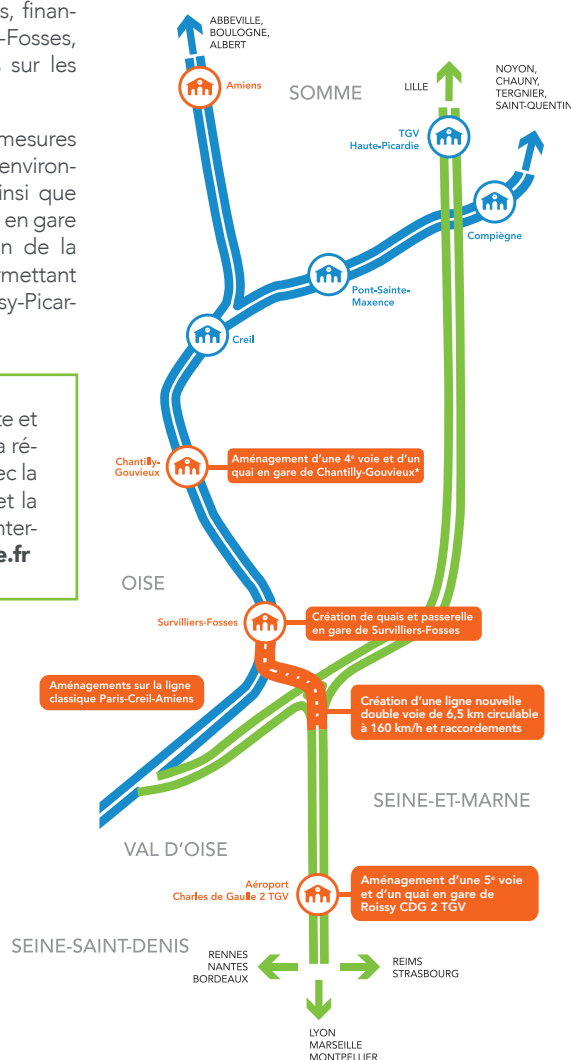 s, finan-
-Fosses,
s sur les
mesures
environ-
insi que
en gare
n de la
rmettant
sy-Picar-
te et
a ré-
ec la
et la
nter-
e.fr
ABBEVILLE,
BOULOGNE,
ALBERT
Amiens
SOMME
LILLE
NOYON,
CHAUNY,
TERGNIER,
SAINT-QUENTIN
TGV
Haute-Picardie
Compiègne
Pont-Sainte-
Maxence
Creil
Chantilly-
Gouvieux
Aménagement d'une 4e voie et d'un
quai en gare de Chantilly-Gouvieux*
OISE
Survilliers-Fosses
Création de quais et passerelle
en gare de Survilliers-Fosses
Aménagements sur la ligne
classique Paris-Creil-Amiens
Création d'une ligne nouvelle
double voie de 6,5 km circulable
à 160 km/h et raccordements
SEINE-ET-MARNE
VAL D'OISE
Aéroport
Charles de Gaulle 2 TGV
Aménagement d'une 5e voie
et d'un quai en gare de
Roissy CDG 2 TGV
SEINE-SAINT-DENIS
RENNES
NANTES
BORDEAUX
REIMS
STRASBOURG
LYON
MARSEILLE
MONTPELLIER